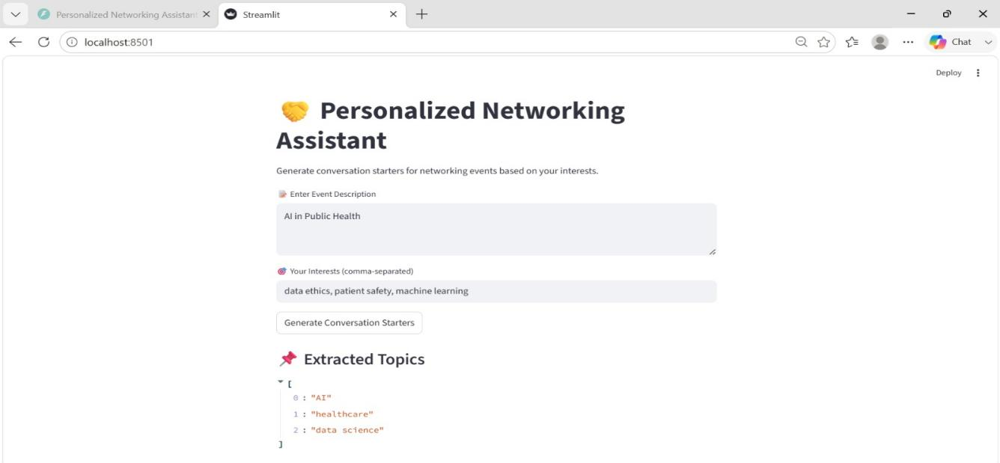 Personalized Networking Assistant
Streamlit
localhost:8501
Chat
Deploy
Personalized Networking
Assistant
Generate conversation starters for networking events based on your interests.
Enter Event Description
AI in Public Health
Your Interests (comma-separated)
data ethics, patient safety, machine learning
Generate Conversation Starters
Extracted Topics
[
0 : "AI"
1 : "healthcare"
2 : "data science"
]